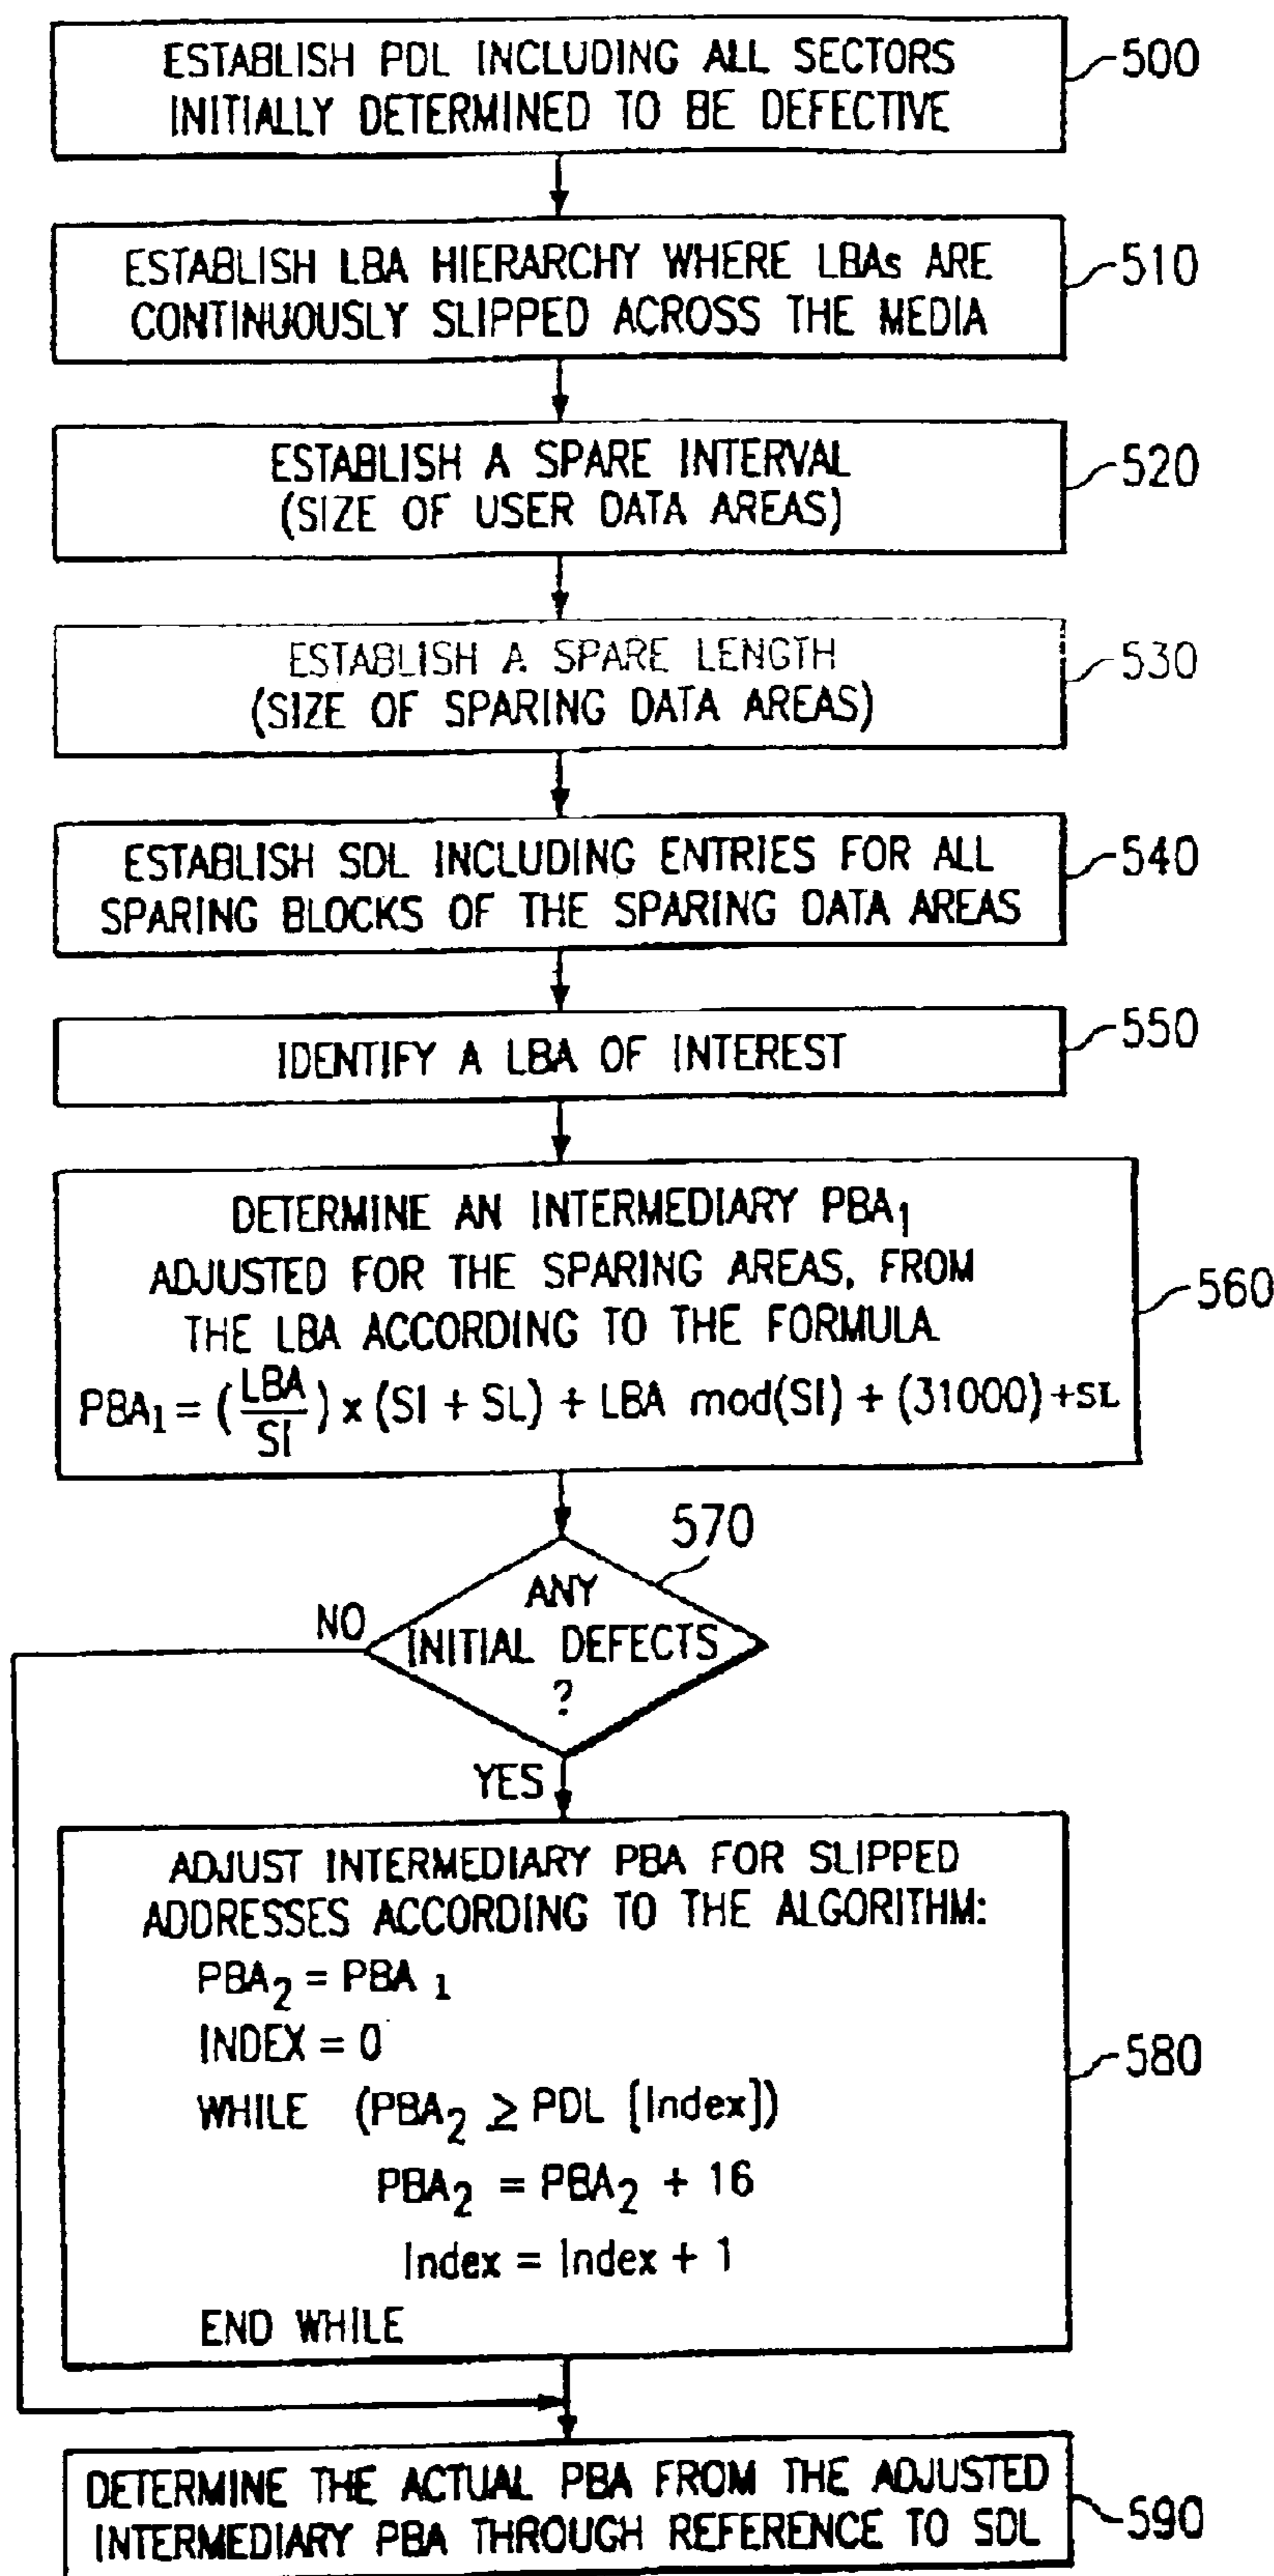 ESTABLISH PDL INCLUDING ALL SECTORS
INITIALLY DETERMINED TO BE DEFECTIVE
500
ESTABLISH LBA HIERARCHY WHERE LBAs ARE
CONTINUOUSLY SLIPPED ACROSS THE MEDIA
510
ESTABLISH A SPARE INTERVAL
(SIZE OF USER DATA AREAS)
520
ESTABLISH A SPARE LENGTH
(SIZE OF SPARING DATA AREAS)
530
ESTABLISH SDL INCLUDING ENTRIES FOR ALL
SPARING BLOCKS OF THE SPARING DATA AREAS
540
IDENTIFY A LBA OF INTEREST
550
DETERMINE AN INTERMEDIARY PBA₁
ADJUSTED FOR THE SPARING AREAS, FROM
THE LBA ACCORDING TO THE FORMULA.
PBA₁ = (LBA/SI) x (SI + SL) + LBA mod(SI) + (31000) +SL
560
570
ANY
INITIAL DEFECTS
?
NO
YES
ADJUST INTERMEDIARY PBA FOR SLIPPED
ADDRESSES ACCORDING TO THE ALGORITHM:
PBA₂ = PBA ₁
INDEX = 0
WHILE (PBA₂ ≥ PDL [Index])
PBA₂ = PBA₂ + 16
Index = Index + 1
END WHILE
580
DETERMINE THE ACTUAL PBA FROM THE ADJUSTED
INTERMEDIARY PBA THROUGH REFERENCE TO SDL
590